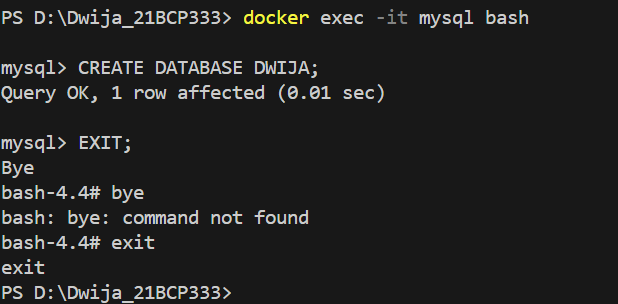 PS D:\Dwija_21BCP333> docker exec -it mysql bash
mysql> CREATE DATABASE DWIJA;
Query OK, 1 row affected (0.01 sec)
mysql> EXIT;
Bye
bash-4.4# bye
bash: bye: command not found
bash-4.4# exit
exit
PS D:\Dwija_21BCP333>